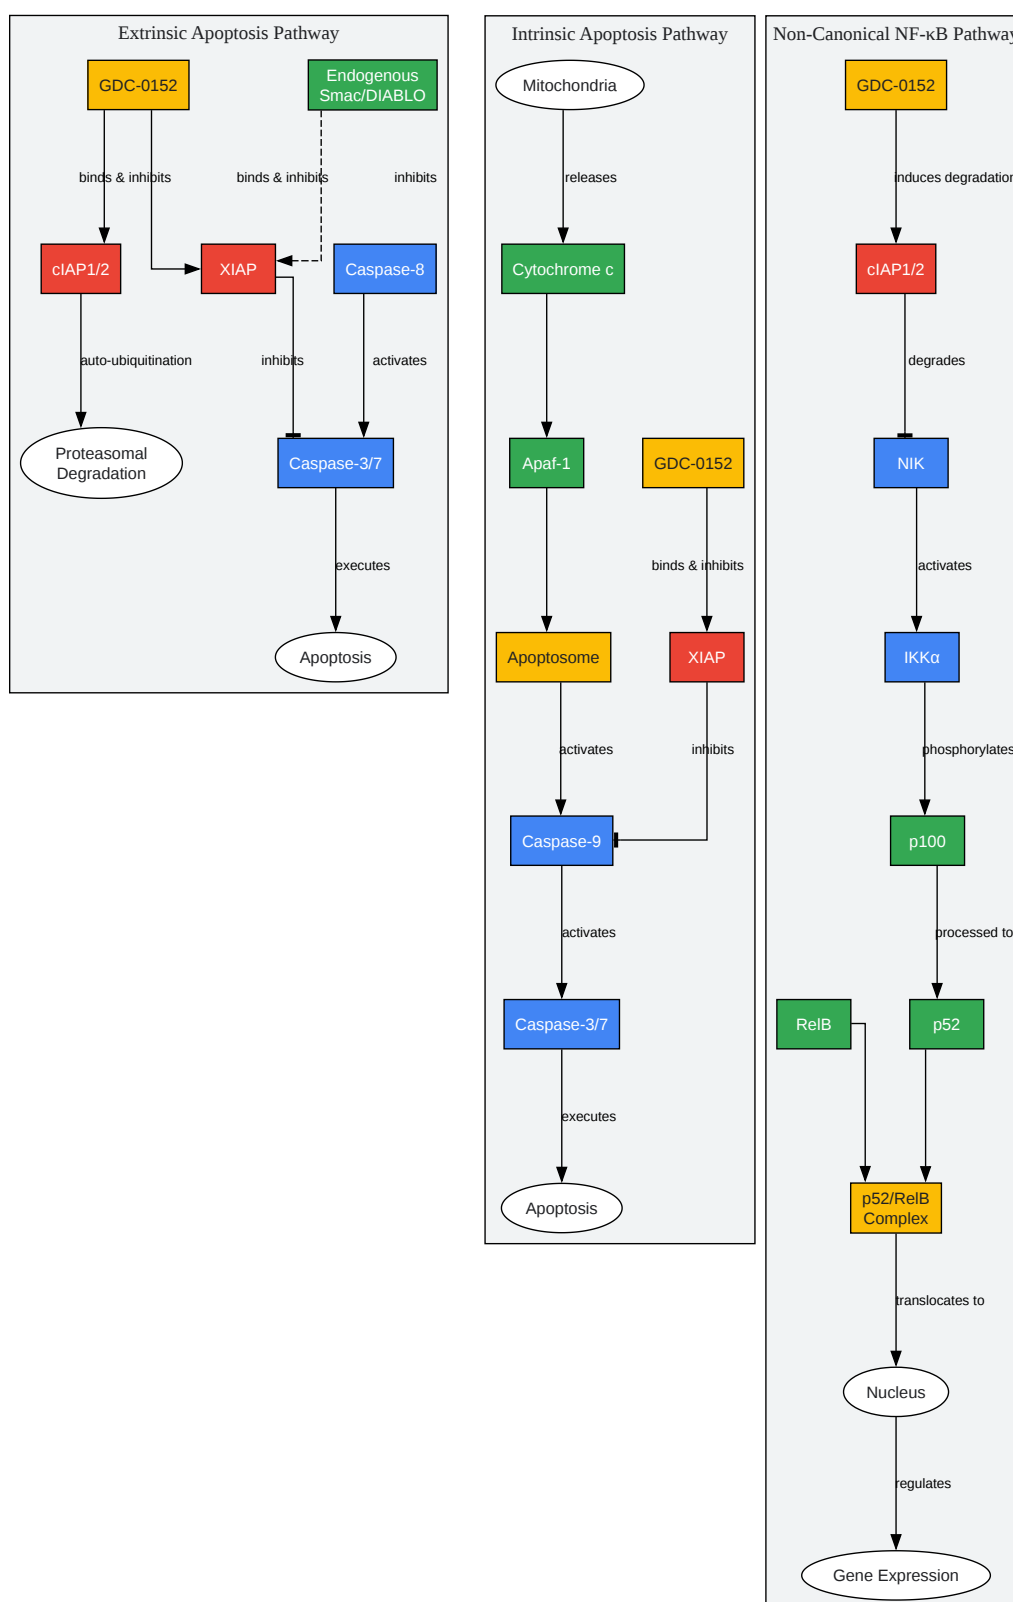 Extrinsic Apoptosis Pathway
GDC-0152
Endogenous
Smac/DIABLO
binds & inhibits
binds & inhibits
inhibits
cIAP1/2
XIAP
Caspase-8
auto-ubiquitination
inhibits
activates
Proteasomal
Degradation
Caspase-3/7
executes
Apoptosis
Intrinsic Apoptosis Pathway
Mitochondria
releases
Cytochrome c
Apaf-1
GDC-0152
binds & inhibits
Apoptosome
XIAP
activates
inhibits
Caspase-9
activates
Caspase-3/7
executes
Apoptosis
Non-Canonical NF-κB Pathway
GDC-0152
induces degradation
cIAP1/2
degrades
NIK
activates
IKKα
phosphorylates
p100
processed to
RelB
p52
p52/RelB
Complex
translocates to
Nucleus
regulates
Gene Expression